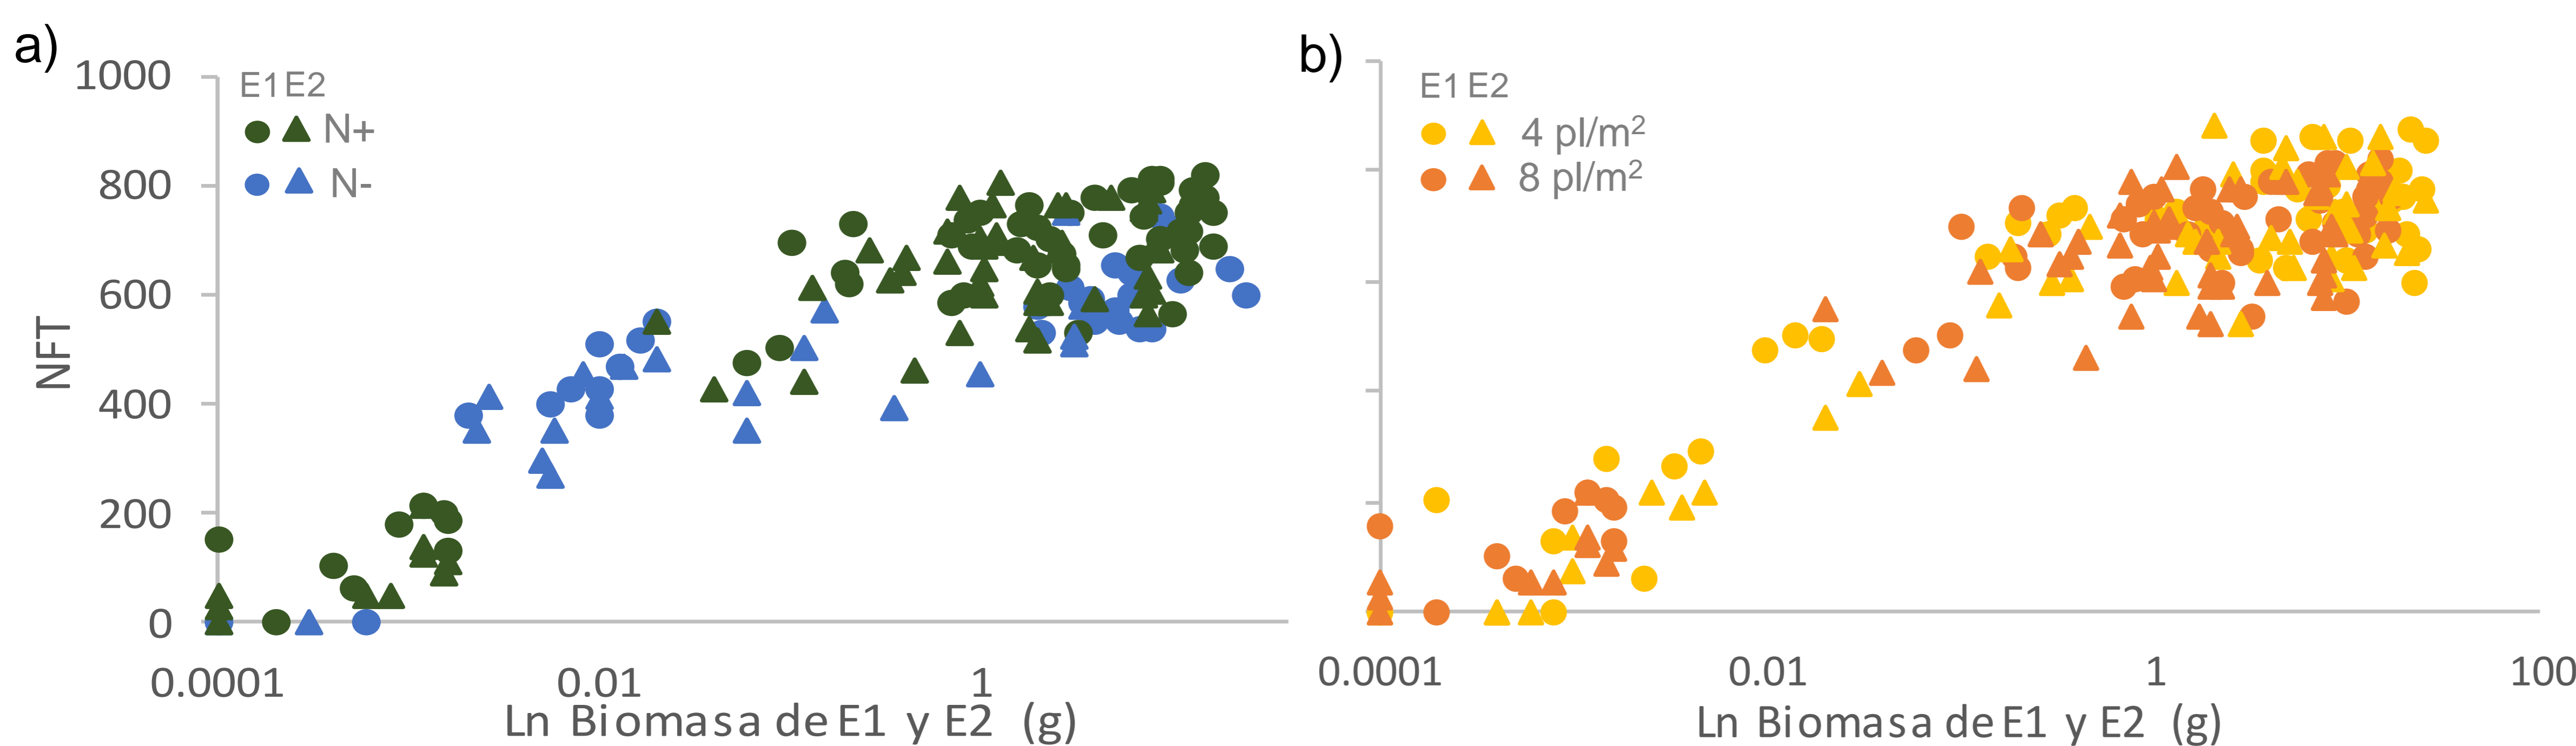 a)
1000
800
600
400
200
0
NFT
E1 E2
N+
N-
0.0001 0.01 1
Ln Biomasa de E1 y E2 (g)
b)
E1 E2
4 pl/m²
8 pl/m²
0.0001 0.01 1 100
Ln Biomasa de E1 y E2 (g)